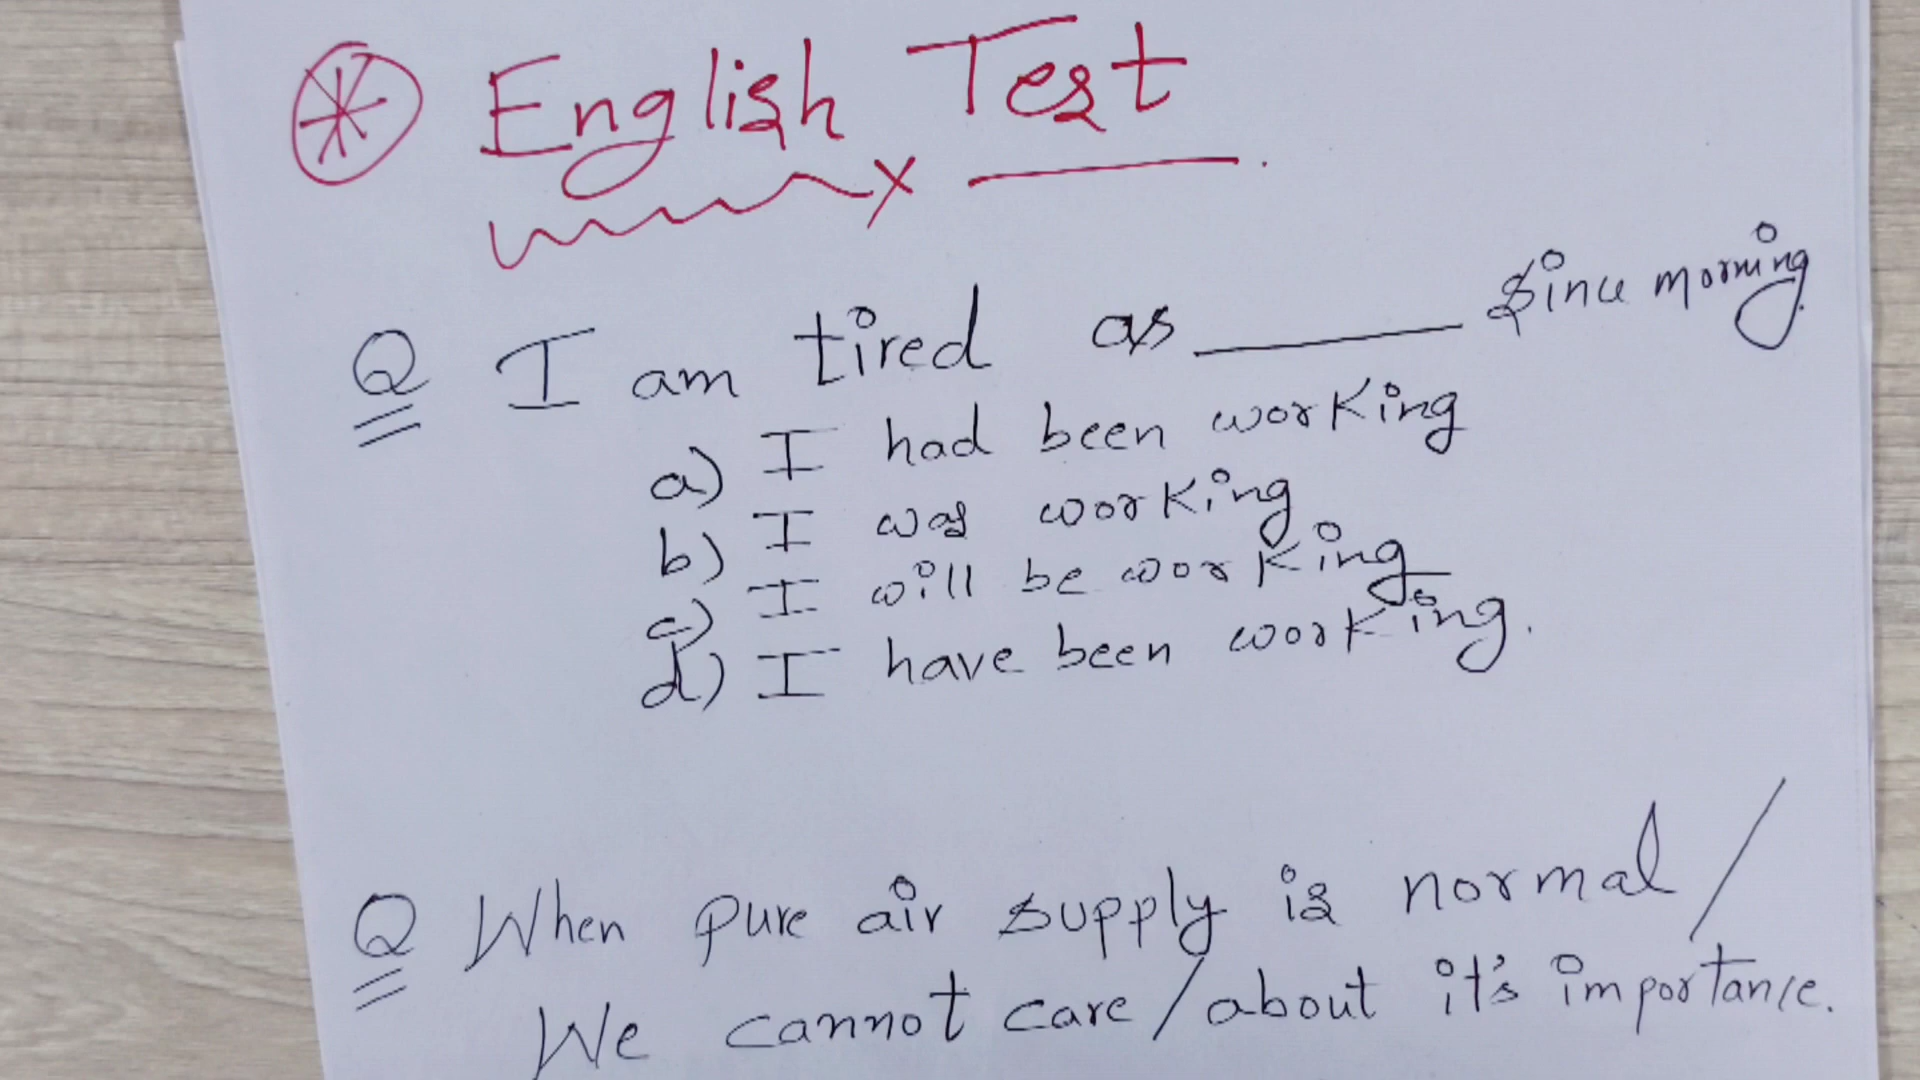 English Test
Q I am tired as ______ since morning.
a) I had been working
b) I was working
c) I will be working
d) I have been working.
Q When pure air supply is normal /
We cannot care / about it's importance.